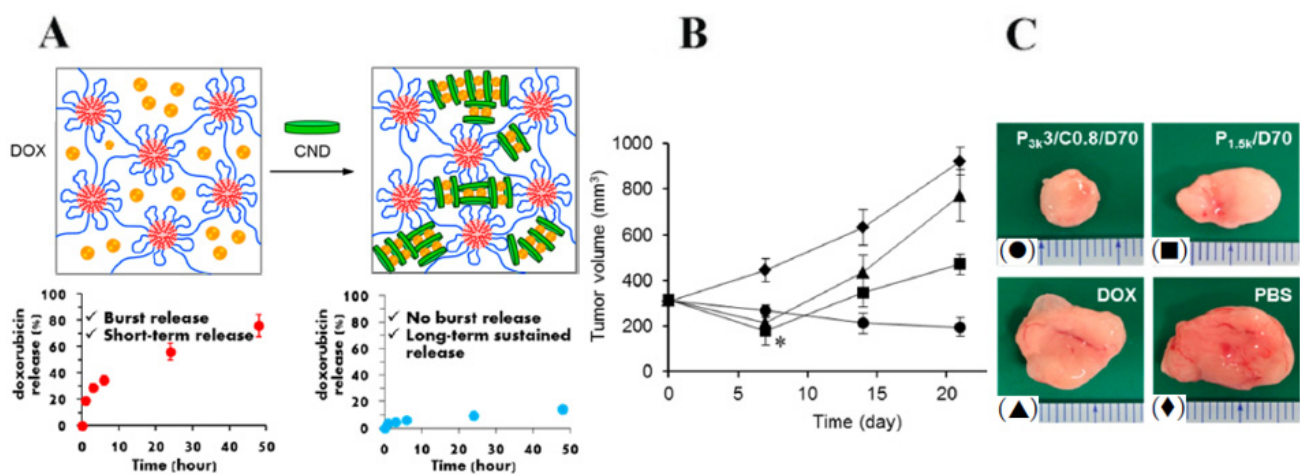 A
DOX
CND
doxorubicin
release (%)
100
80
60
40
20
0
✓ Burst release
✓ Short-term release
0 10 20 30 40 50
Time (hour)
doxorubicin
release (%)
100
80
60
40
20
0
✓ No burst release
✓ Long-term sustained
release
0 10 20 30 40 50
Time (hour)
B
Tumor volume (mm³)
1000
800
600
400
200
0
*
0 5 10 15 20
Time (day)
C
P3k3/C0.8/D70
P1.5k/D70
(●)
(■)
DOX
PBS
(▲)
(♦)